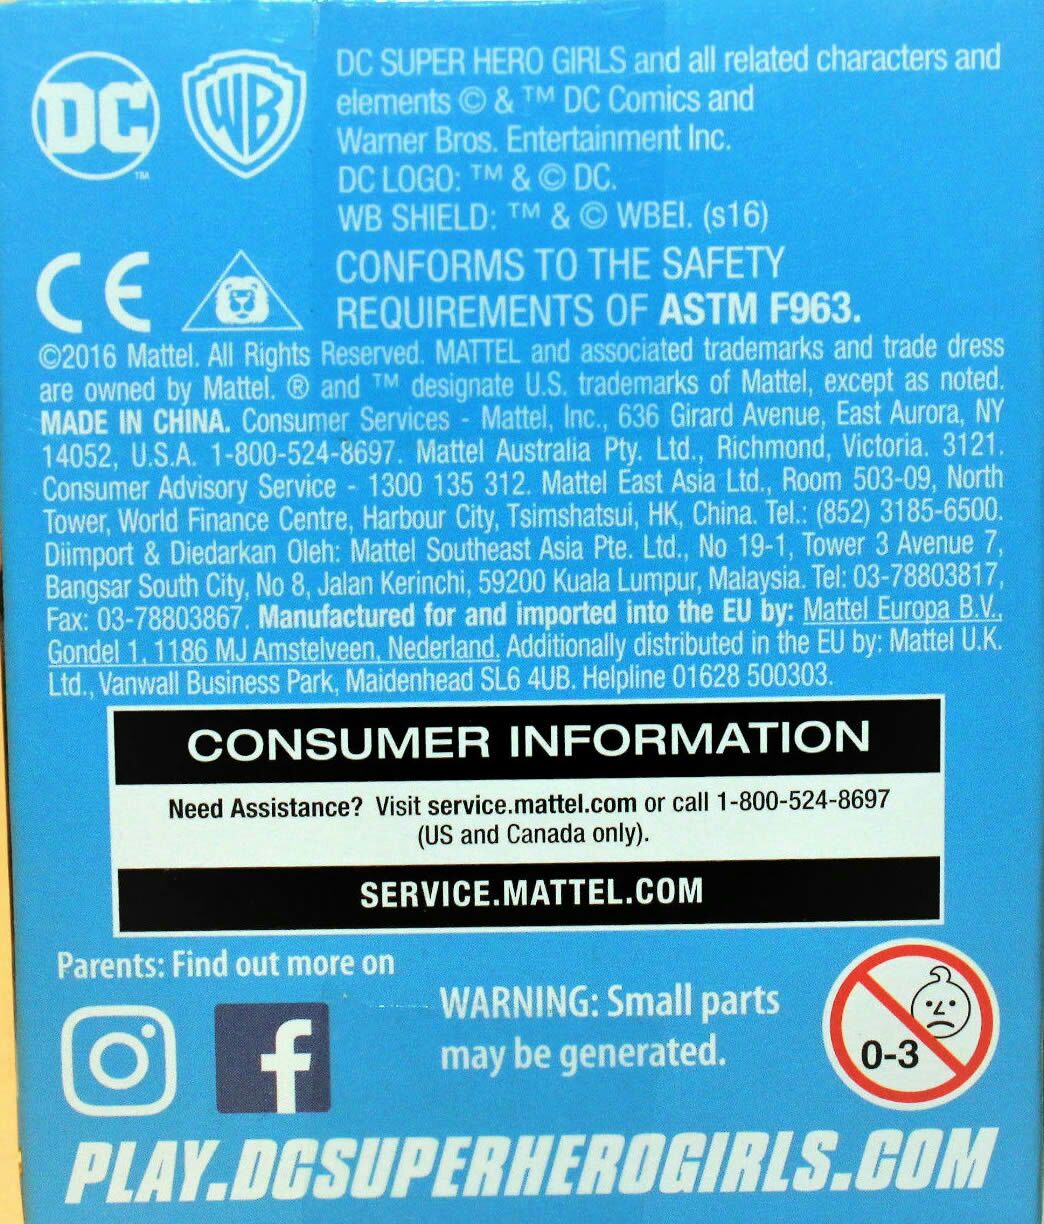 DC
TM
WB
DC SUPER HERO GIRLS and all related characters and
elements © & TM DC Comics and
Warner Bros. Entertainment Inc.
DC LOGO: TM & © DC.
WB SHIELD: TM & © WBEI. (s16)
CE
CONFORMS TO THE SAFETY
REQUIREMENTS OF ASTM F963.
©2016 Mattel. All Rights Reserved. MATTEL and associated trademarks and trade dress
are owned by Mattel. ® and TM designate U.S. trademarks of Mattel, except as noted.
MADE IN CHINA. Consumer Services - Mattel, Inc., 636 Girard Avenue, East Aurora, NY
14052, U.S.A. 1-800-524-8697. Mattel Australia Pty. Ltd., Richmond, Victoria. 3121.
Consumer Advisory Service - 1300 135 312. Mattel East Asia Ltd., Room 503-09, North
Tower, World Finance Centre, Harbour City, Tsimshatsui, HK, China. Tel.: (852) 3185-6500.
Diimport & Diedarkan Oleh: Mattel Southeast Asia Pte. Ltd., No 19-1, Tower 3 Avenue 7,
Bangsar South City, No 8, Jalan Kerinchi, 59200 Kuala Lumpur, Malaysia. Tel: 03-78803817,
Fax: 03-78803867. Manufactured for and imported into the EU by: Mattel Europa B.V.,
Gondel 1, 1186 MJ Amstelveen, Nederland. Additionally distributed in the EU by: Mattel U.K.
Ltd., Vanwall Business Park, Maidenhead SL6 4UB. Helpline 01628 500303.
CONSUMER INFORMATION
Need Assistance? Visit service.mattel.com or call 1-800-524-8697
(US and Canada only).
SERVICE.MATTEL.COM
Parents: Find out more on
f
WARNING: Small parts
may be generated.
0-3
PLAY.DCSUPERHEROGIRLS.COM